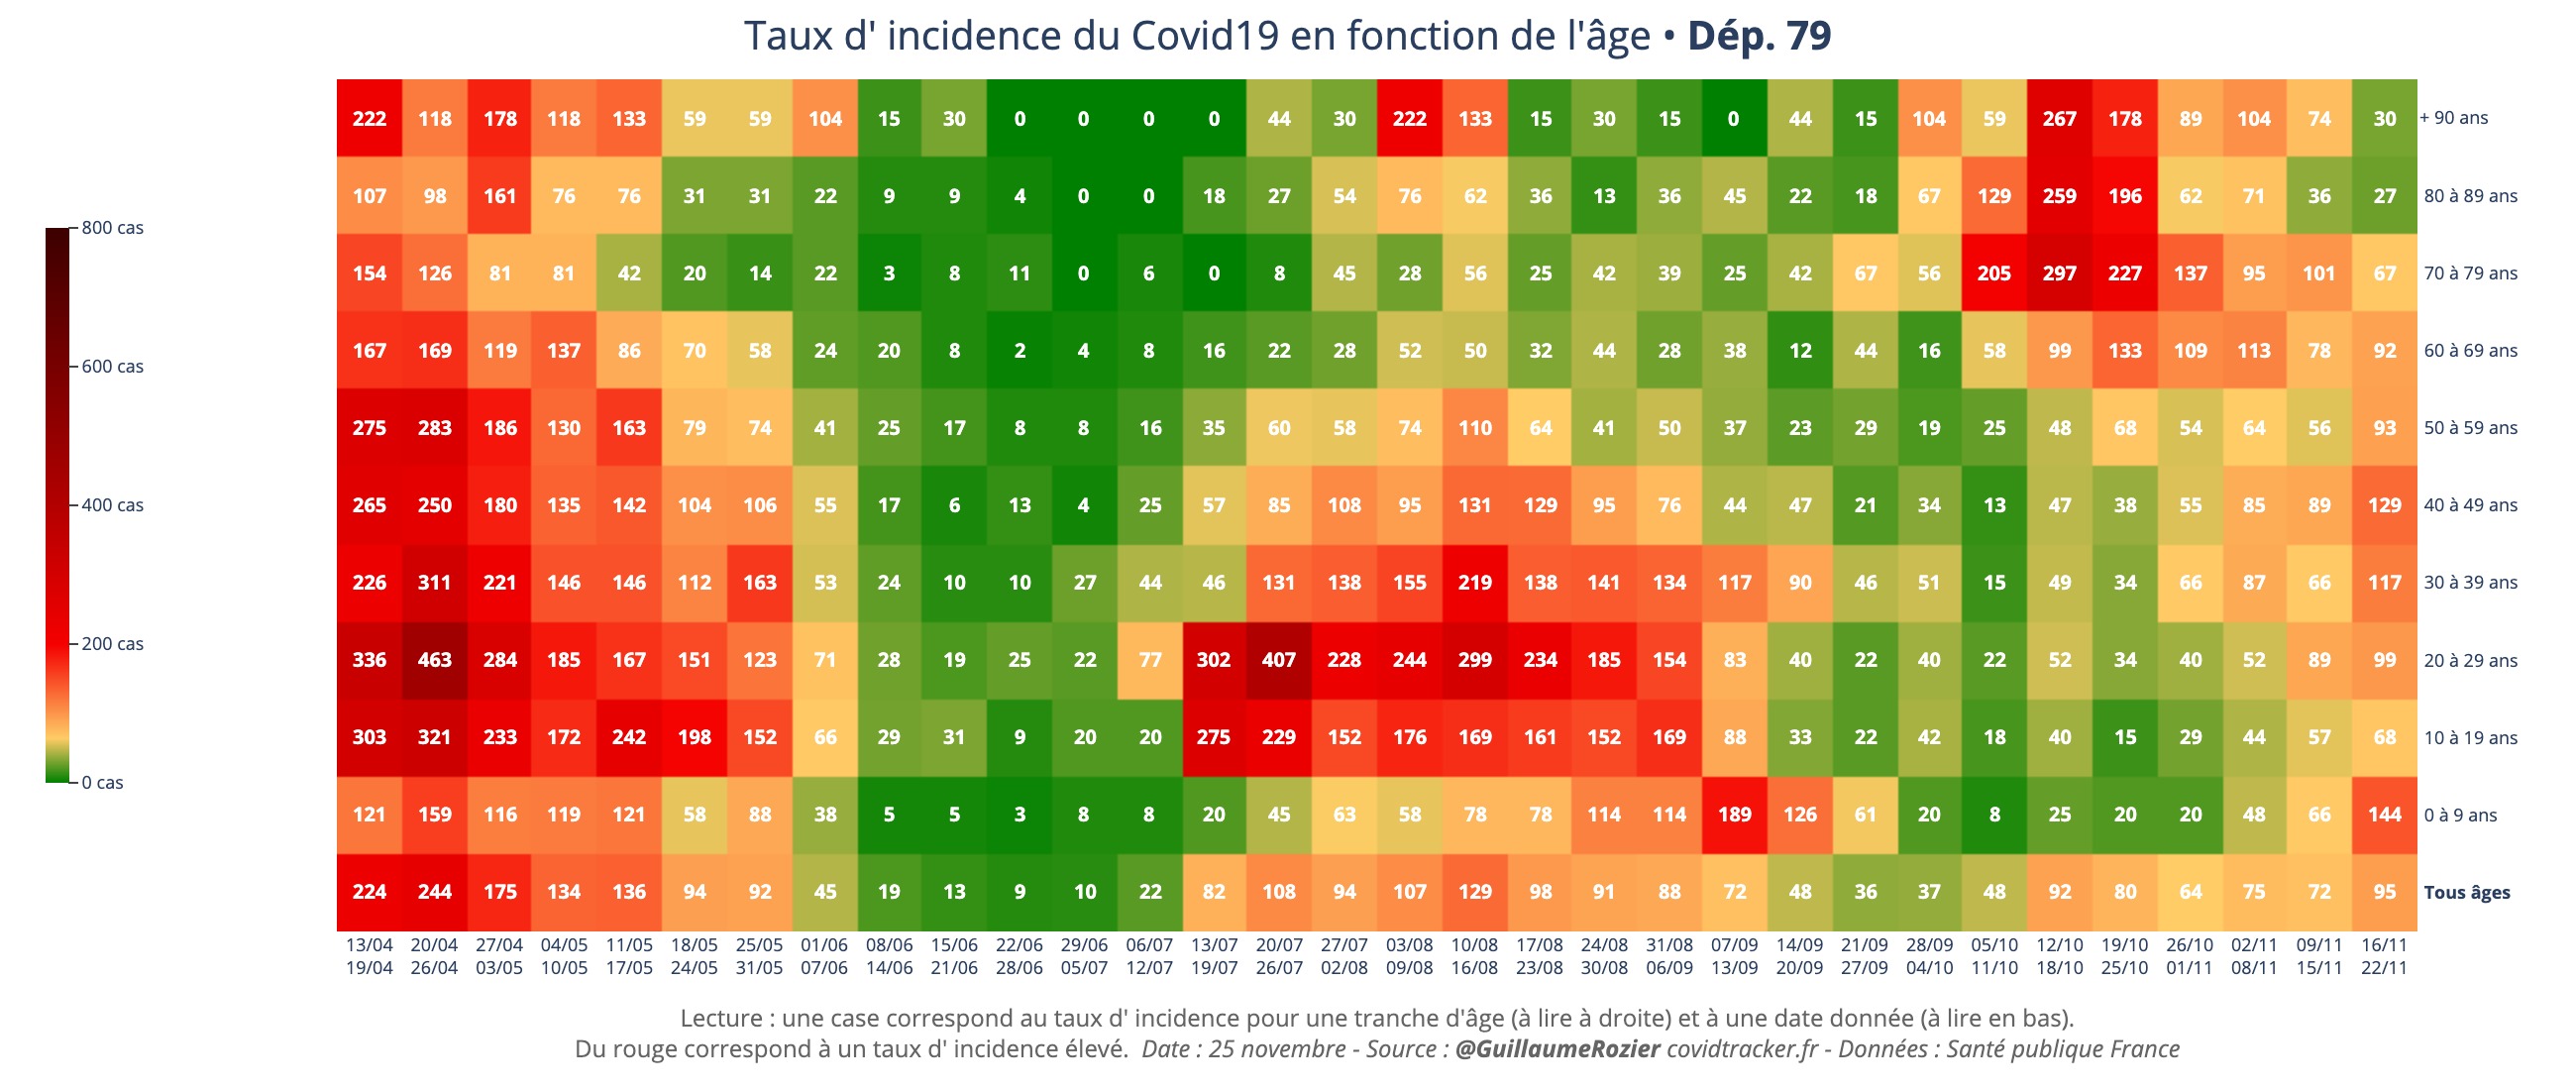 Taux d' incidence du Covid19 en fonction de l'âge • Dép. 79
800 cas
600 cas
400 cas
200 cas
0 cas
222 118 178 118 133 59 59 104 15 30 0 0 0 0 44 30 222 133 15 30 15 0 44 15 104 59 267 178 89 104 74 30 + 90 ans
107 98 161 76 76 31 31 22 9 9 4 0 0 18 27 54 76 62 36 13 36 45 22 18 67 129 259 196 62 71 36 27 80 à 89 ans
154 126 81 81 42 20 14 22 3 8 11 0 6 0 8 45 28 56 25 42 39 25 42 67 56 205 297 227 137 95 101 67 70 à 79 ans
167 169 119 137 86 70 58 24 20 8 2 4 8 16 22 28 52 50 32 44 28 38 12 44 16 58 99 133 109 113 78 92 60 à 69 ans
275 283 186 130 163 79 74 41 25 17 8 8 16 35 60 58 74 110 64 41 50 37 23 29 19 25 48 68 54 64 56 93 50 à 59 ans
265 250 180 135 142 104 106 55 17 6 13 4 25 57 85 108 95 131 129 95 76 44 47 21 34 13 47 38 55 85 89 129 40 à 49 ans
226 311 221 146 146 112 163 53 24 10 10 27 44 46 131 138 155 219 138 141 134 117 90 46 51 15 49 34 66 87 66 117 30 à 39 ans
336 463 284 185 167 151 123 71 28 19 25 22 77 302 407 228 244 299 234 185 154 83 40 22 40 22 52 34 40 52 89 99 20 à 29 ans
303 321 233 172 242 198 152 66 29 31 9 20 20 275 229 152 176 169 161 152 169 88 33 22 42 18 40 15 29 44 57 68 10 à 19 ans
121 159 116 119 121 58 88 38 5 5 3 8 8 20 45 63 58 78 78 114 114 189 126 61 20 8 25 20 20 48 66 144 0 à 9 ans
224 244 175 134 136 94 92 45 19 13 9 10 22 82 108 94 107 129 98 91 88 72 48 36 37 48 92 80 64 75 72 95 Tous âges
13/04 20/04 27/04 04/05 11/05 18/05 25/05 01/06 08/06 15/06 22/06 29/06 06/07 13/07 20/07 27/07 03/08 10/08 17/08 24/08 31/08 07/09 14/09 21/09 28/09 05/10 12/10 19/10 26/10 02/11 09/11 16/11
19/04 26/04 03/05 10/05 17/05 24/05 31/05 07/06 14/06 21/06 28/06 05/07 12/07 19/07 26/07 02/08 09/08 16/08 23/08 30/08 06/09 13/09 20/09 27/09 04/10 11/10 18/10 25/10 01/11 08/11 15/11 22/11
Lecture : une case correspond au taux d' incidence pour une tranche d'âge (à lire à droite) et à une date donnée (à lire en bas).
Du rouge correspond à un taux d' incidence élevé. Date : 25 novembre - Source : @GuillaumeRozier covidtracker.fr - Données : Santé publique France